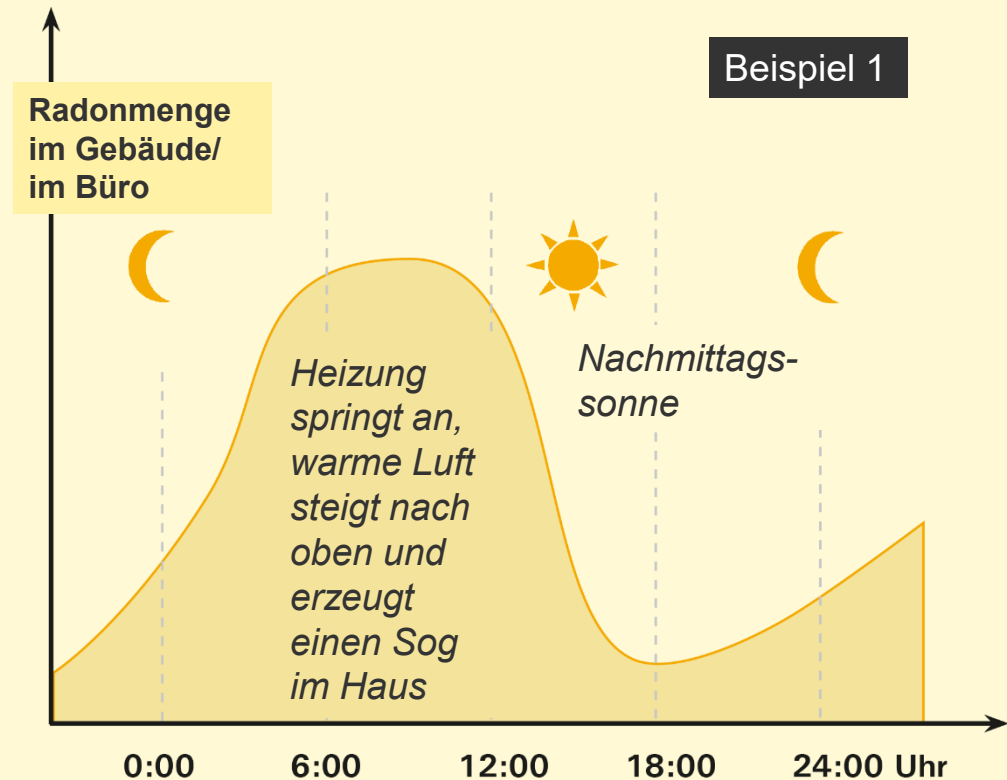 Beispiel 1
Radonmenge
im Gebäude/
im Büro
Heizung
springt an,
warme Luft
steigt nach
oben und
erzeugt
einen Sog
im Haus
Nachmittags-
sonne
0:00 6:00 12:00 18:00 24:00 Uhr